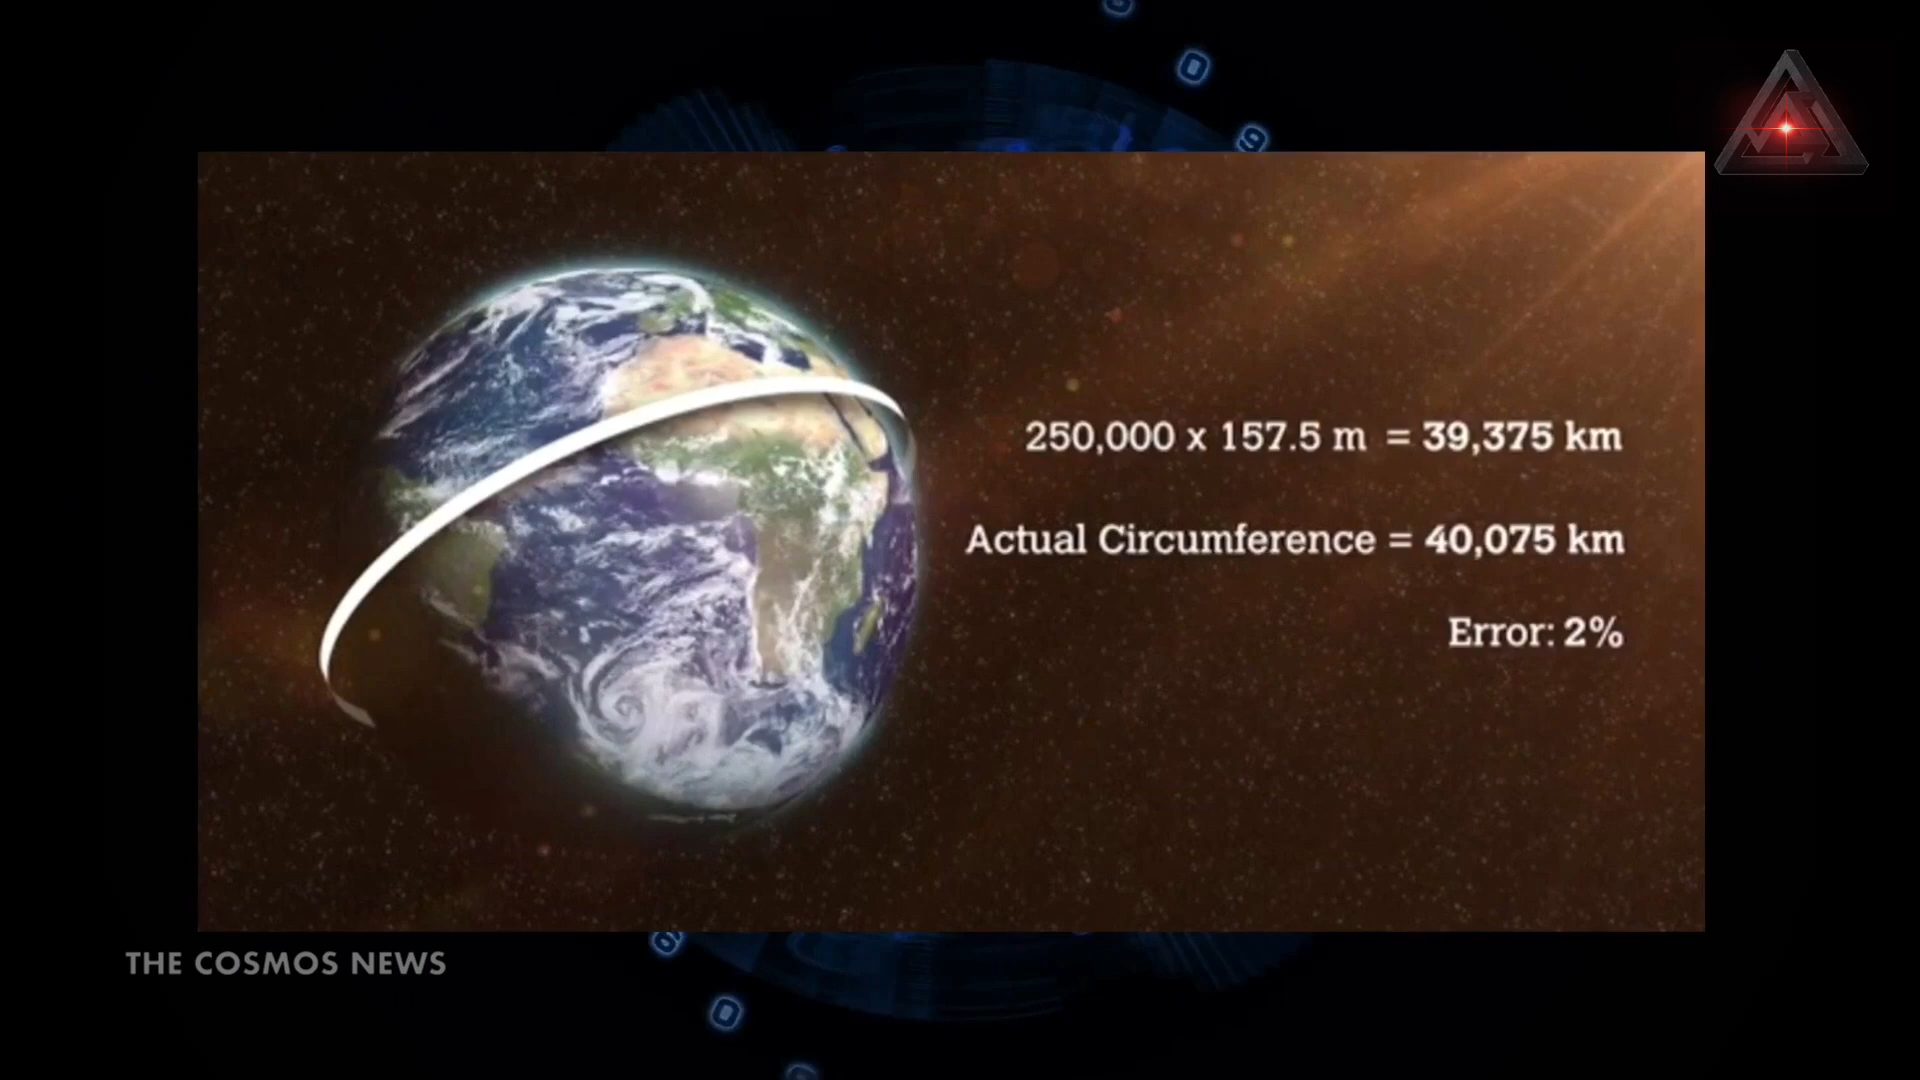 250,000 x 157.5 m = 39,375 km
Actual Circumference = 40,075 km
Error: 2%
THE COSMOS NEWS